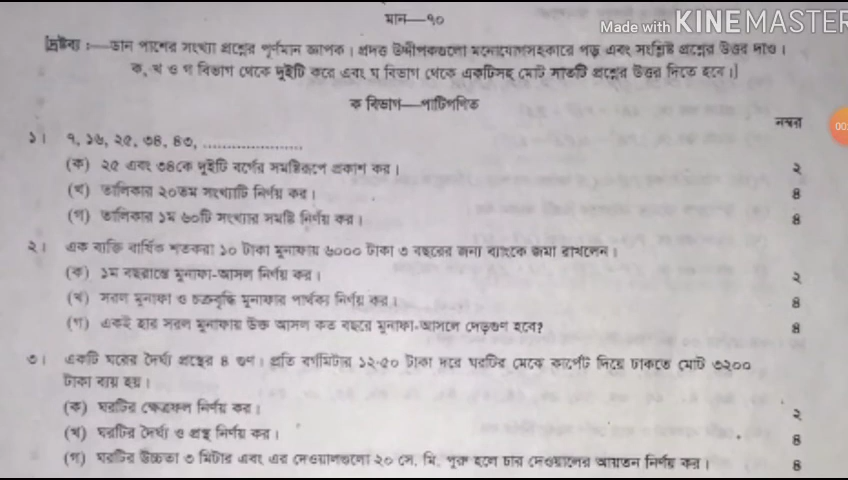 Made with KINEMASTER
মান—৭০
[দ্রষ্টব্য :—ডান পাশের সংখ্যা প্রশ্নের পূর্ণমান জ্ঞাপক। প্রদত্ত উদ্দীপকগুলো মনোযোগসহকারে পড় এবং সংশ্লিষ্ট প্রশ্নের উত্তর দাও।
ক, খ ও গ বিভাগ থেকে দুইটি করে এবং ঘ বিভাগ থেকে একটিসহ মোট সাতটি প্রশ্নের উত্তর দিতে হবে।]
ক বিভাগ—পাটিগণিত
নম্বর
00
১। ৭, ১৬, ২৫, ৩৪, ৪৩, ........................
(ক) ২৫ এবং ৩৪কে দুইটি বর্গের সমষ্টিরূপে প্রকাশ কর। ২
(খ) তালিকার ২০তম সংখ্যাটি নির্ণয় কর। ৪
(গ) তালিকার ১ম ৬০টি সংখ্যার সমষ্টি নির্ণয় কর। ৪
২। এক ব্যক্তি বার্ষিক শতকরা ১০ টাকা মুনাফায় ৬০০০ টাকা ৩ বছরের জন্য ব্যাংকে জমা রাখলেন।
(ক) ১ম বছরান্তে মুনাফা-আসল নির্ণয় কর। ২
(খ) সরল মুনাফা ও চক্রবৃদ্ধি মুনাফার পার্থক্য নির্ণয় কর। ৪
(গ) একই হার সরল মুনাফায় উক্ত আসল কত বছরে মুনাফা-আসলে দেড়গুণ হবে? ৪
৩। একটি ঘরের দৈর্ঘ্য প্রস্থের ৪ গুণ। প্রতি বর্গমিটার ১২·৫০ টাকা দরে ঘরটির মেঝে কার্পেট দিয়ে ঢাকতে মোট ৩২০০
টাকা ব্যয় হয়।
(ক) ঘরটির ক্ষেত্রফল নির্ণয় কর। ২
(খ) ঘরটির দৈর্ঘ্য ও প্রস্থ নির্ণয় কর। ৪
(গ) ঘরটির উচ্চতা ৩ মিটার এবং এর দেওয়ালগুলো ২০ সে. মি. পুরু হলে চার দেওয়ালের আয়তন নির্ণয় কর। ৪